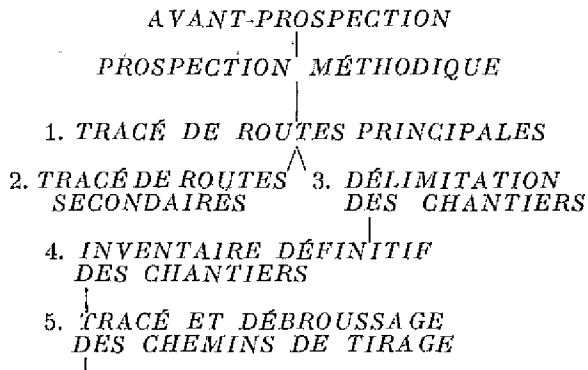 AVANT-PROSPECTION
PROSPECTION MÉTHODIQUE
1. TRACÉ DE ROUTES PRINCIPALES
2. TRACÉ DE ROUTES SECONDAIRES
3. DÉLIMITATION DES CHANTIERS
4. INVENTAIRE DÉFINITIF
DES CHANTIERS
5. TRACÉ ET DÉBROUSSAGE
DES CHEMINS DE TIRAGE